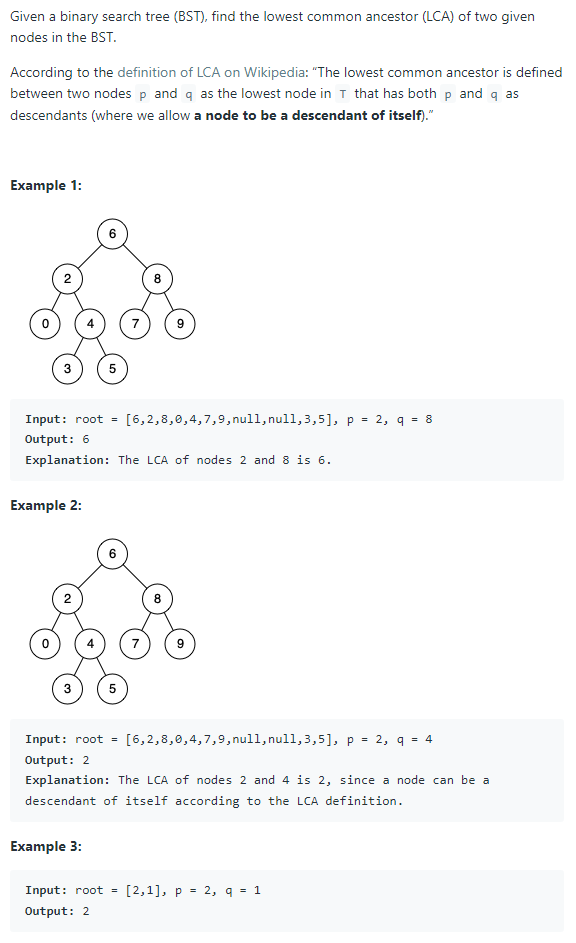 Given a binary search tree (BST), find the lowest common ancestor (LCA) of two given
nodes in the BST.
According to the definition of LCA on Wikipedia: “The lowest common ancestor is defined
between two nodes p and q as the lowest node in T that has both p and q as
descendants (where we allow a node to be a descendant of itself).”
Example 1:
6
2 8
0 4 7 9
3 5
Input: root = [6,2,8,0,4,7,9,null,null,3,5], p = 2, q = 8
Output: 6
Explanation: The LCA of nodes 2 and 8 is 6.
Example 2:
6
2 8
0 4 7 9
3 5
Input: root = [6,2,8,0,4,7,9,null,null,3,5], p = 2, q = 4
Output: 2
Explanation: The LCA of nodes 2 and 4 is 2, since a node can be a
descendant of itself according to the LCA definition.
Example 3:
Input: root = [2,1], p = 2, q = 1
Output: 2